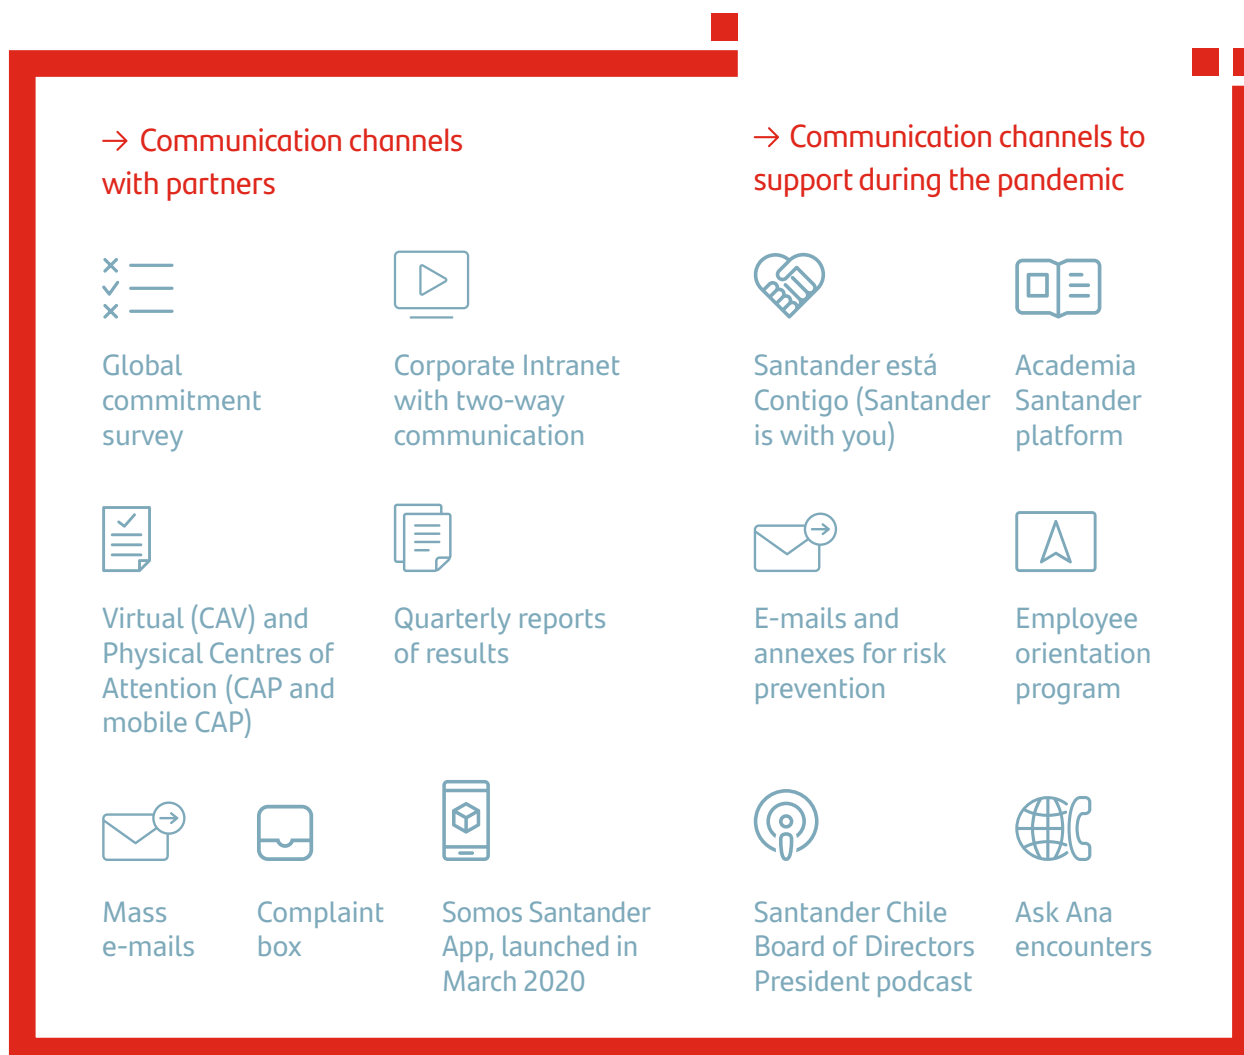 → Communication channels
with partners
Global
commitment
survey
Corporate Intranet
with two-way
communication
Virtual (CAV) and
Physical Centres of
Attention (CAP and
mobile CAP)
Quarterly reports
of results
Mass
e-mails
Complaint
box
Somos Santander
App, launched in
March 2020
→ Communication channels to
support during the pandemic
Santander está
Contigo (Santander
is with you)
Academia
Santander
platform
E-mails and
annexes for risk
prevention
Employee
orientation
program
Santander Chile
Board of Directors
President podcast
Ask Ana
encounters